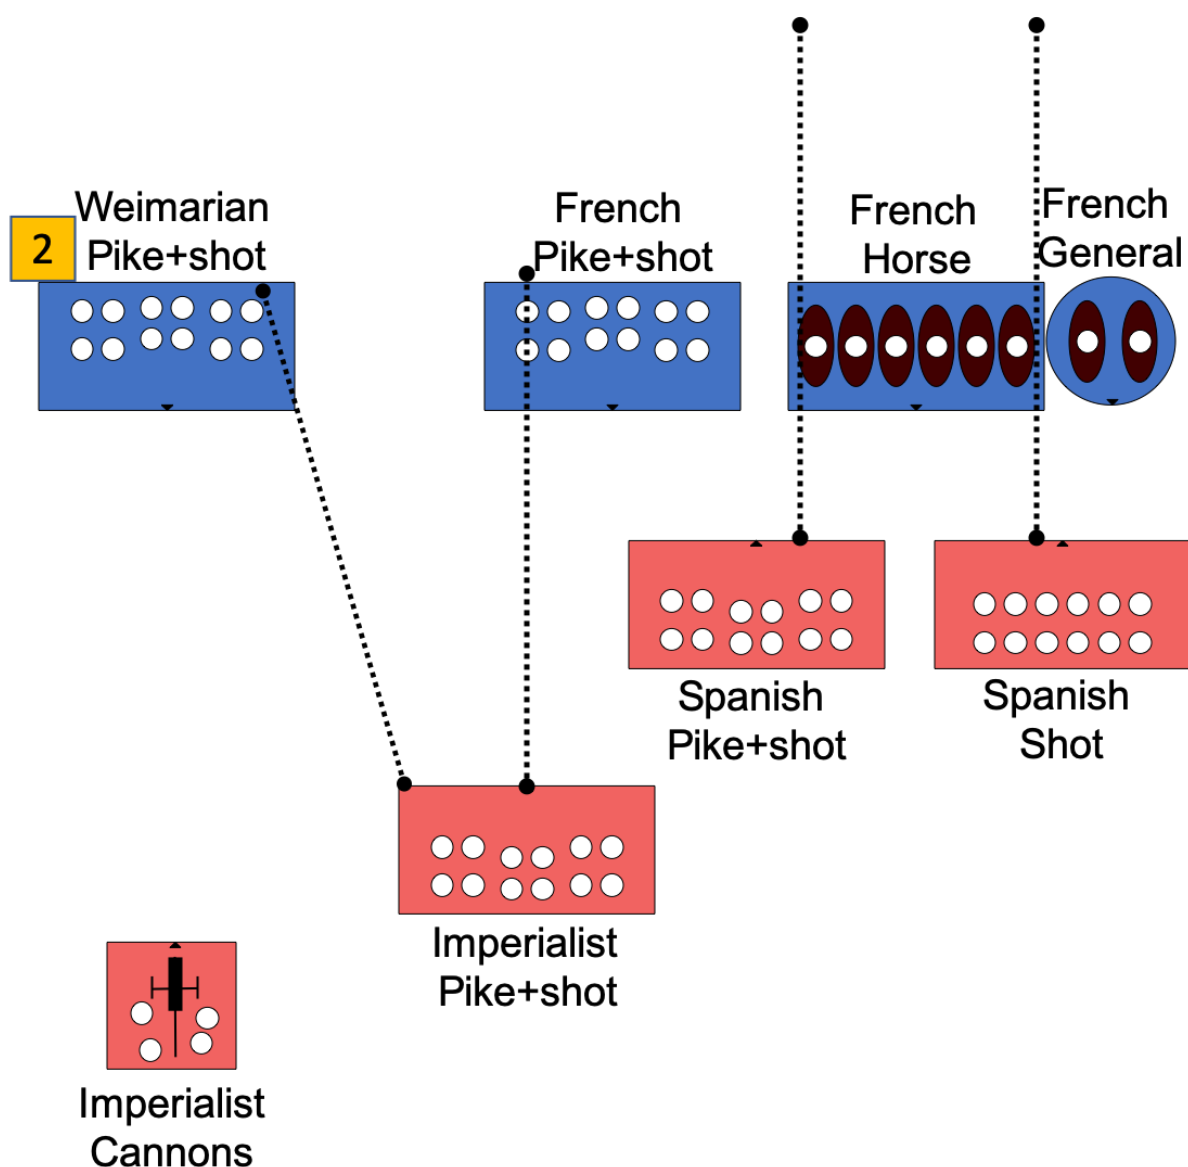 Weimarian
Pike+shot
2
French
Pike+shot
French
Horse
French
General
Spanish
Pike+shot
Spanish
Shot
Imperialist
Pike+shot
Imperialist
Cannons